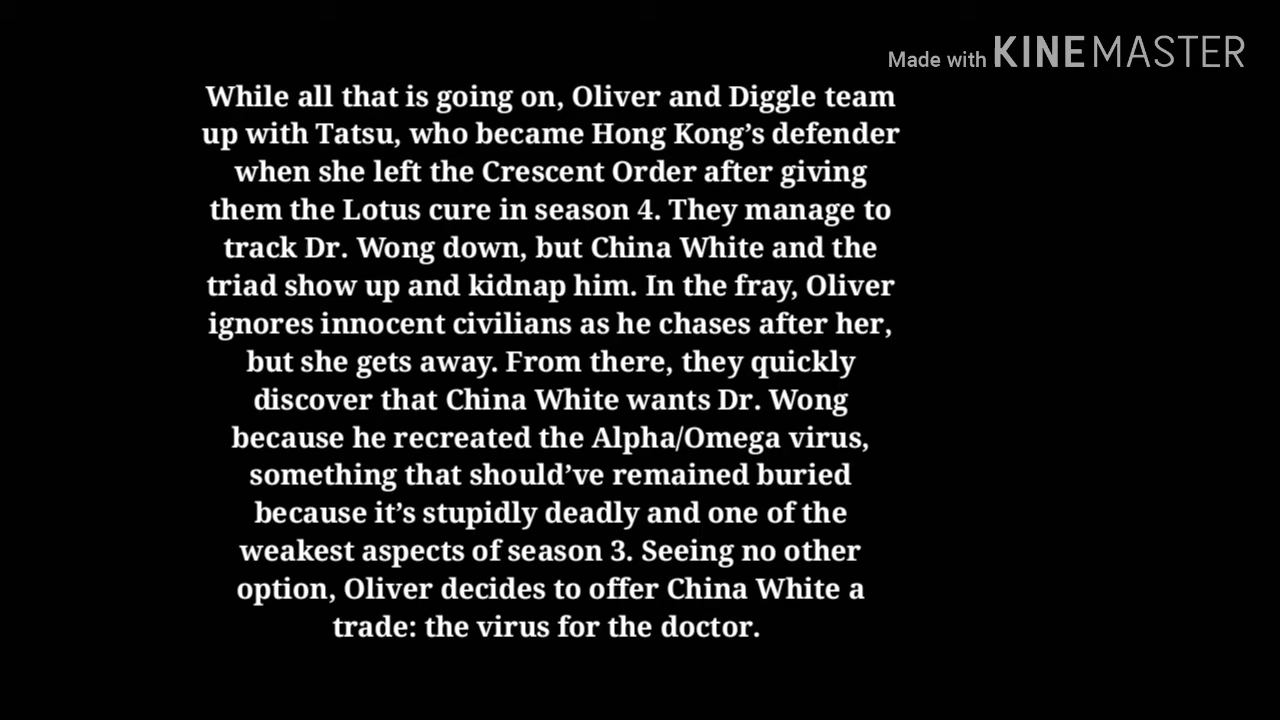 Made with KINEMASTER
While all that is going on, Oliver and Diggle team
up with Tatsu, who became Hong Kong’s defender
when she left the Crescent Order after giving
them the Lotus cure in season 4. They manage to
track Dr. Wong down, but China White and the
triad show up and kidnap him. In the fray, Oliver
ignores innocent civilians as he chases after her,
but she gets away. From there, they quickly
discover that China White wants Dr. Wong
because he recreated the Alpha/Omega virus,
something that should’ve remained buried
because it’s stupidly deadly and one of the
weakest aspects of season 3. Seeing no other
option, Oliver decides to offer China White a
trade: the virus for the doctor.